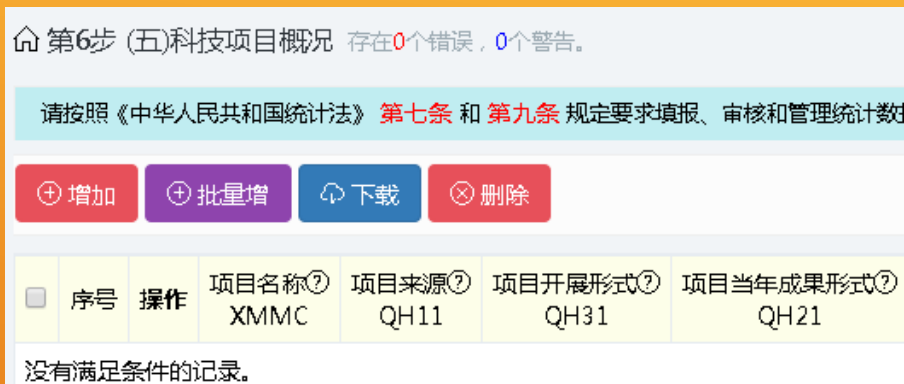 第6步 (五)科技项目概况 存在0个错误，0个警告。
请按照《中华人民共和国统计法》 第七条 和 第九条 规定要求填报、审核和管理统计数
增加 批量增 下载 删除
序号 操作 项目名称? 项目来源? 项目开展形式? 项目当年成果形式?
XMMC QH11 QH31 QH21
没有满足条件的记录。